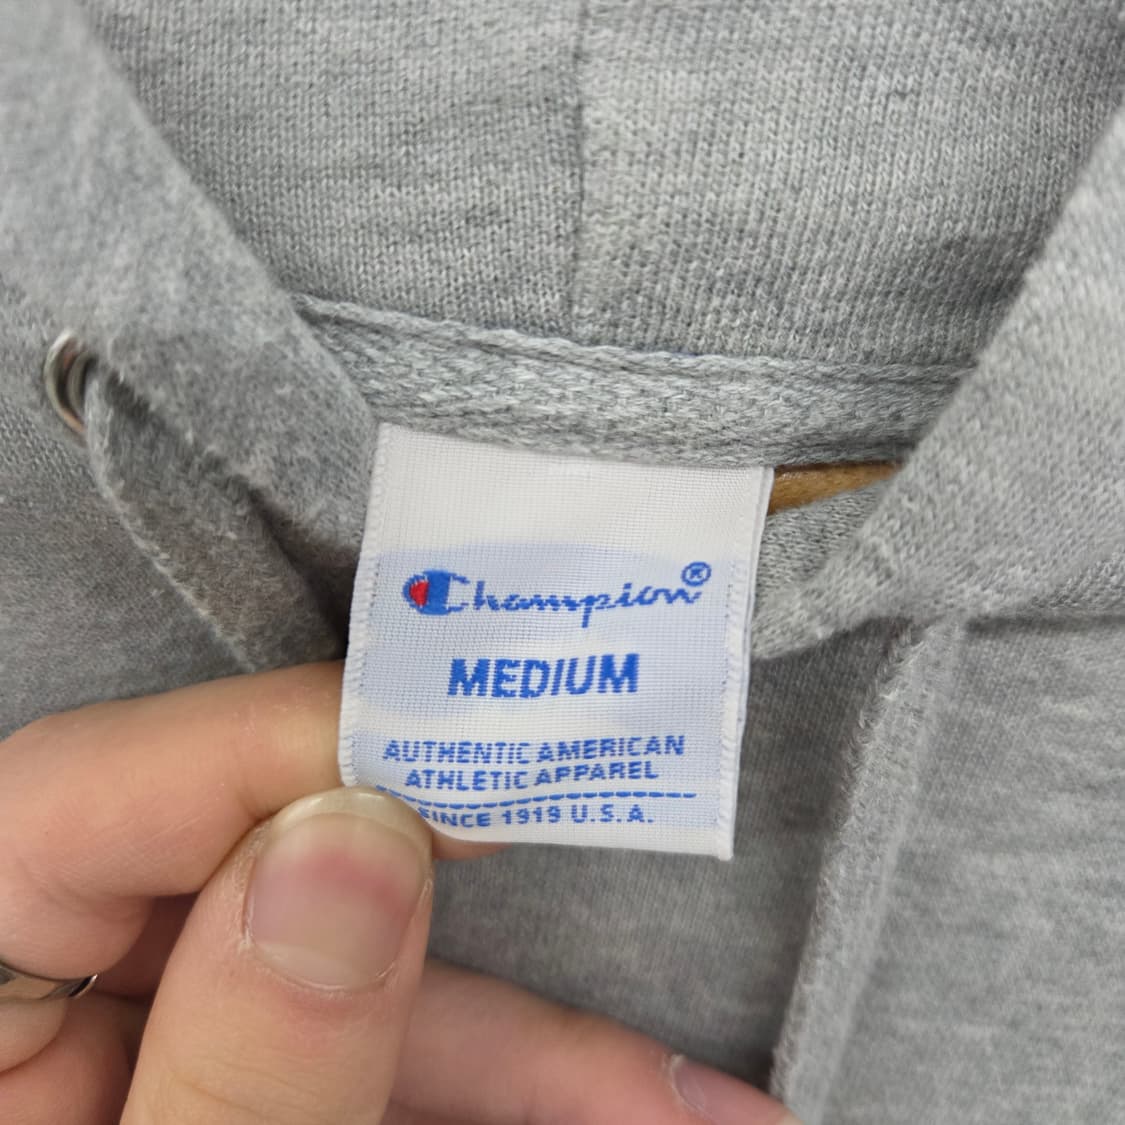 Champion®
MEDIUM
AUTHENTIC AMERICAN
ATHLETIC APPAREL
SINCE 1919 U.S.A.